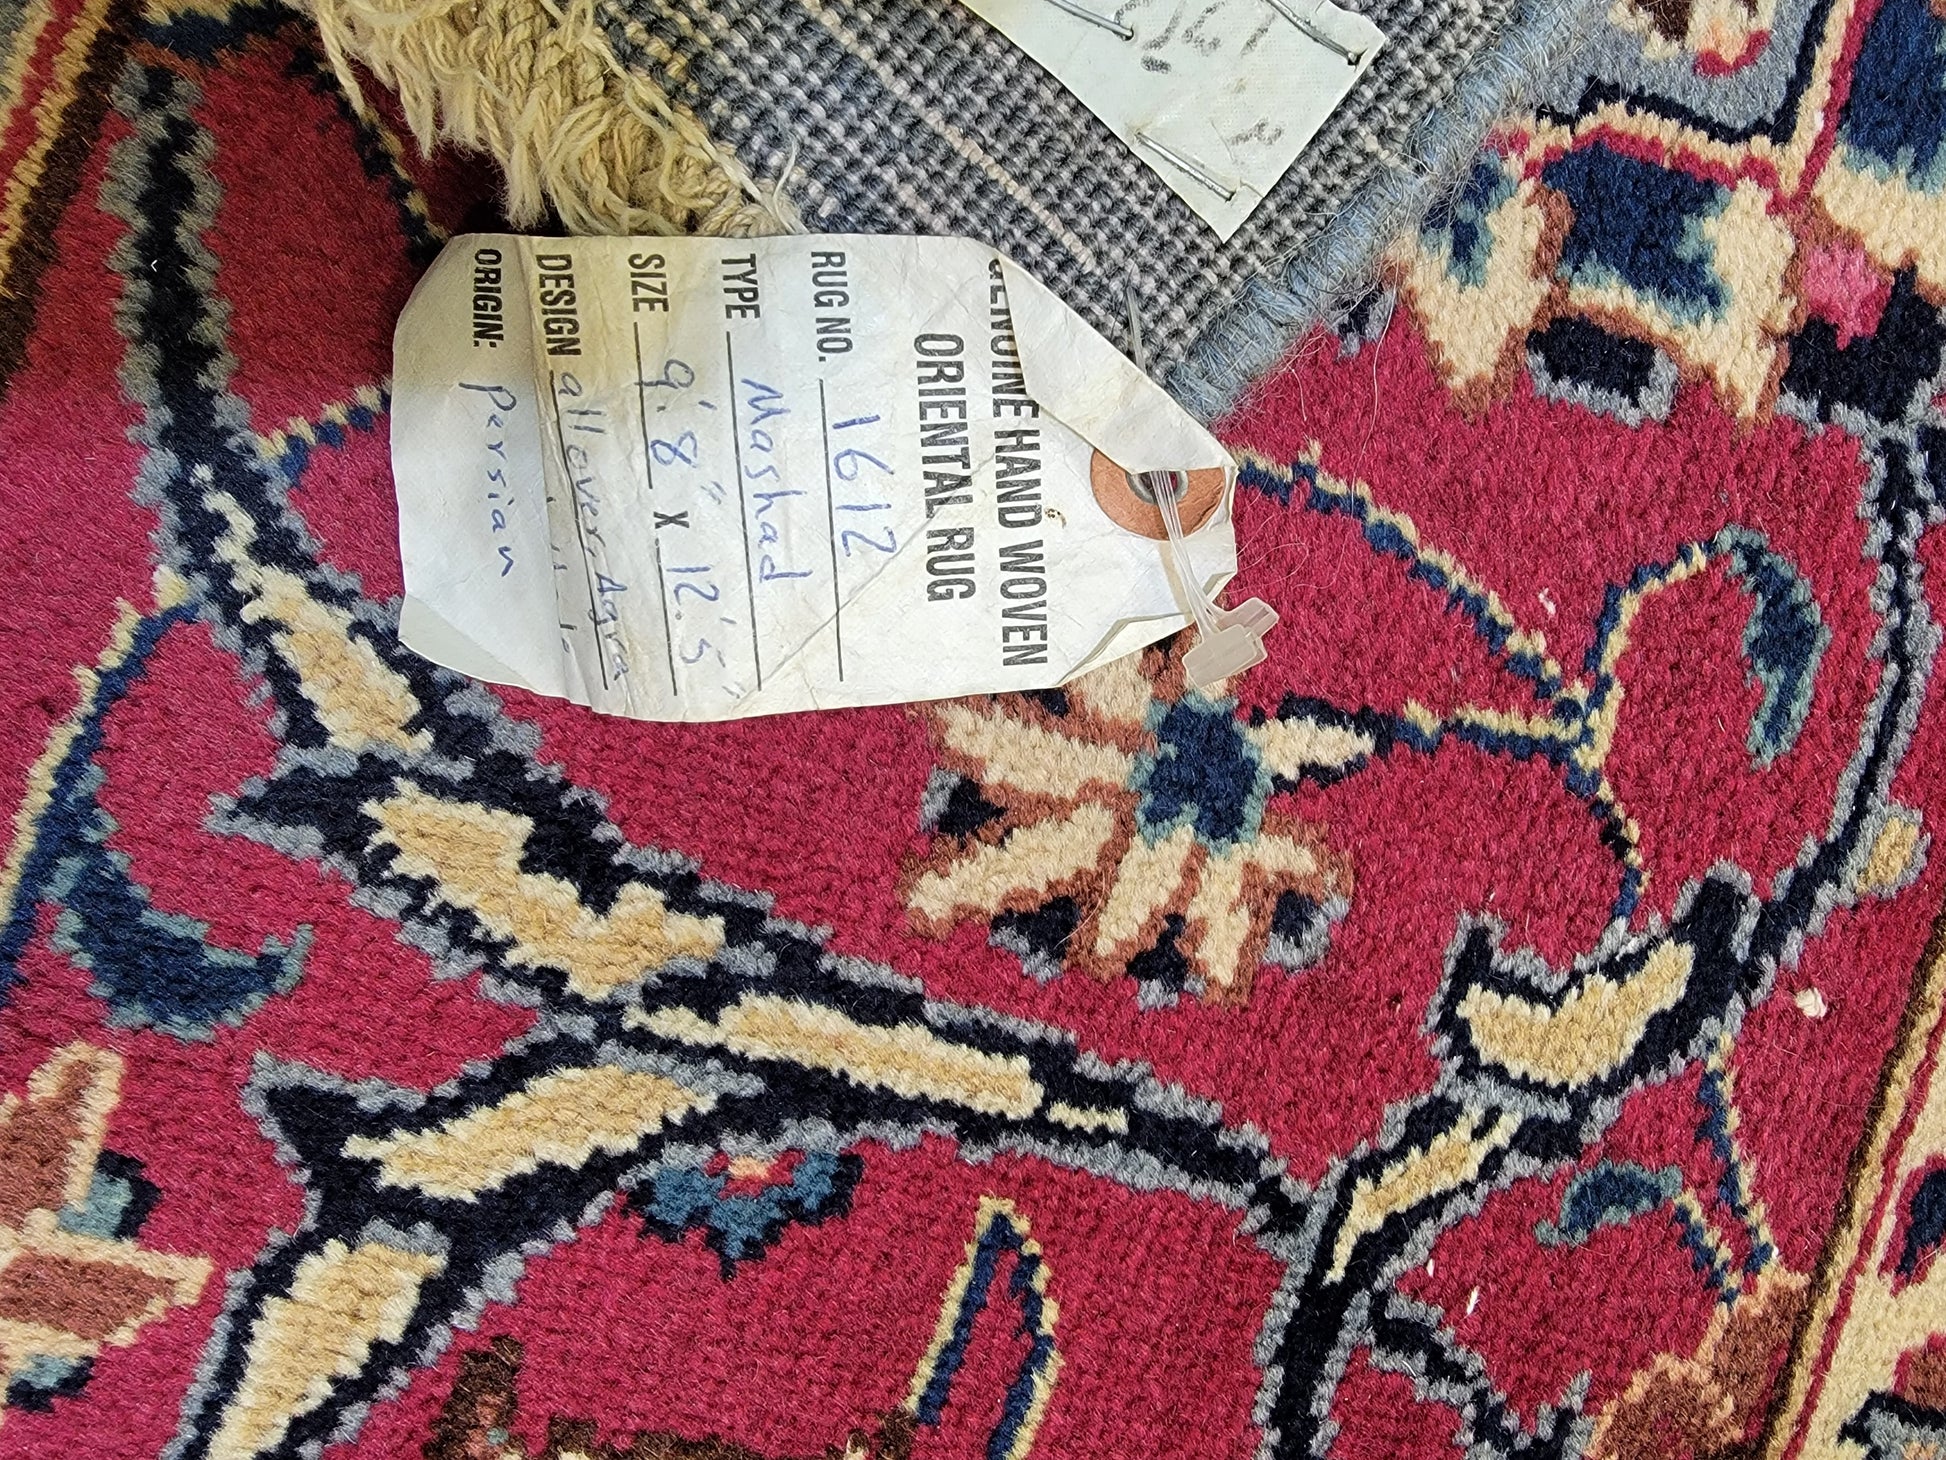 GENUINE HAND WOVEN
ORIENTAL RUG
RUG NO. 1612
TYPE Mashad
SIZE 9'.8" X 12'.5"
DESIGN allover, Agra
ORIGIN: Persian